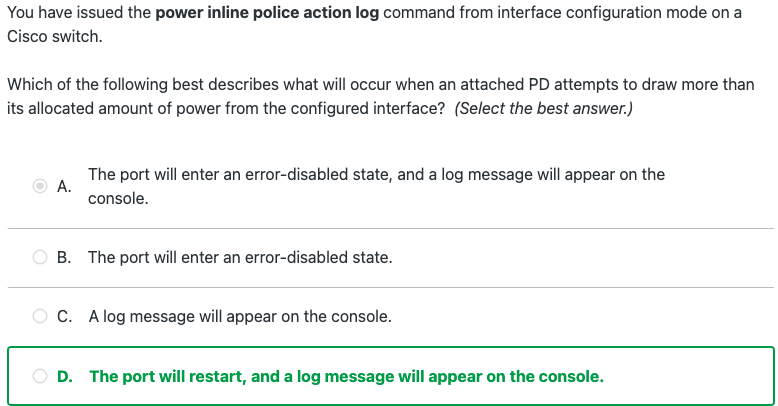 You have issued the power inline police action log command from interface configuration mode on a
Cisco switch.
Which of the following best describes what will occur when an attached PD attempts to draw more than
its allocated amount of power from the configured interface? (Select the best answer.)
A. The port will enter an error-disabled state, and a log message will appear on the
console.
B. The port will enter an error-disabled state.
C. A log message will appear on the console.
D. The port will restart, and a log message will appear on the console.